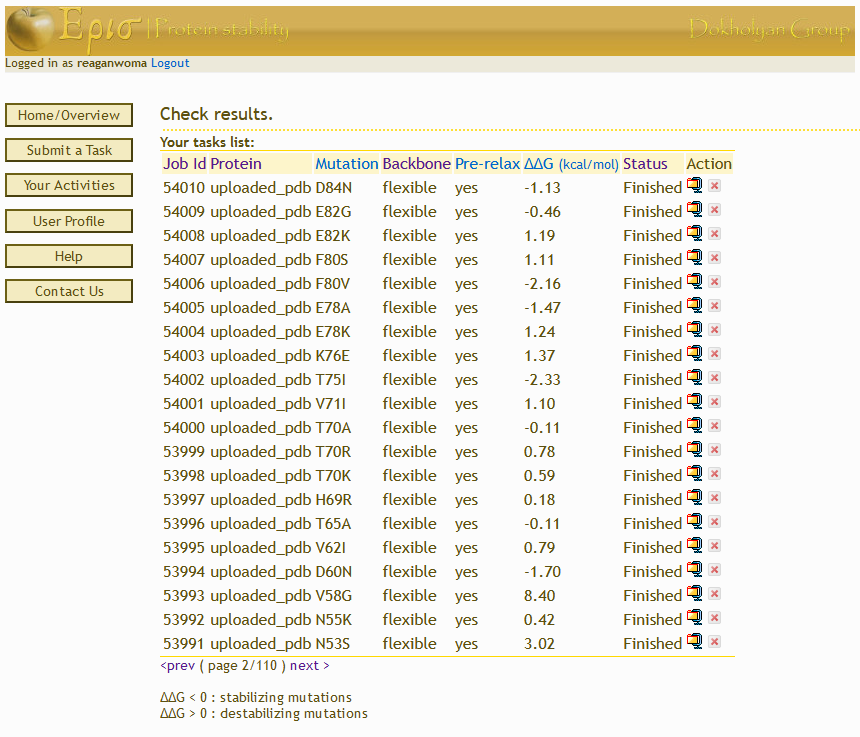 Ερισ | Protein stability Dokholyan Group
Logged in as reaganwoma Logout
Home/Overview
Submit a Task
Your Activities
User Profile
Help
Contact Us
Check results.
Your tasks list:
Job Id Protein Mutation Backbone Pre-relax ΔΔG (kcal/mol) Status Action
54010 uploaded_pdb D84N flexible yes -1.13 Finished
54009 uploaded_pdb E82G flexible yes -0.46 Finished
54008 uploaded_pdb E82K flexible yes 1.19 Finished
54007 uploaded_pdb F80S flexible yes 1.11 Finished
54006 uploaded_pdb F80V flexible yes -2.16 Finished
54005 uploaded_pdb E78A flexible yes -1.47 Finished
54004 uploaded_pdb E78K flexible yes 1.24 Finished
54003 uploaded_pdb K76E flexible yes 1.37 Finished
54002 uploaded_pdb T75I flexible yes -2.33 Finished
54001 uploaded_pdb V71I flexible yes 1.10 Finished
54000 uploaded_pdb T70A flexible yes -0.11 Finished
53999 uploaded_pdb T70R flexible yes 0.78 Finished
53998 uploaded_pdb T70K flexible yes 0.59 Finished
53997 uploaded_pdb H69R flexible yes 0.18 Finished
53996 uploaded_pdb T65A flexible yes -0.11 Finished
53995 uploaded_pdb V62I flexible yes 0.79 Finished
53994 uploaded_pdb D60N flexible yes -1.70 Finished
53993 uploaded_pdb V58G flexible yes 8.40 Finished
53992 uploaded_pdb N55K flexible yes 0.42 Finished
53991 uploaded_pdb N53S flexible yes 3.02 Finished
<prev ( page 2/110 ) next >
ΔΔG < 0 : stabilizing mutations
ΔΔG > 0 : destabilizing mutations